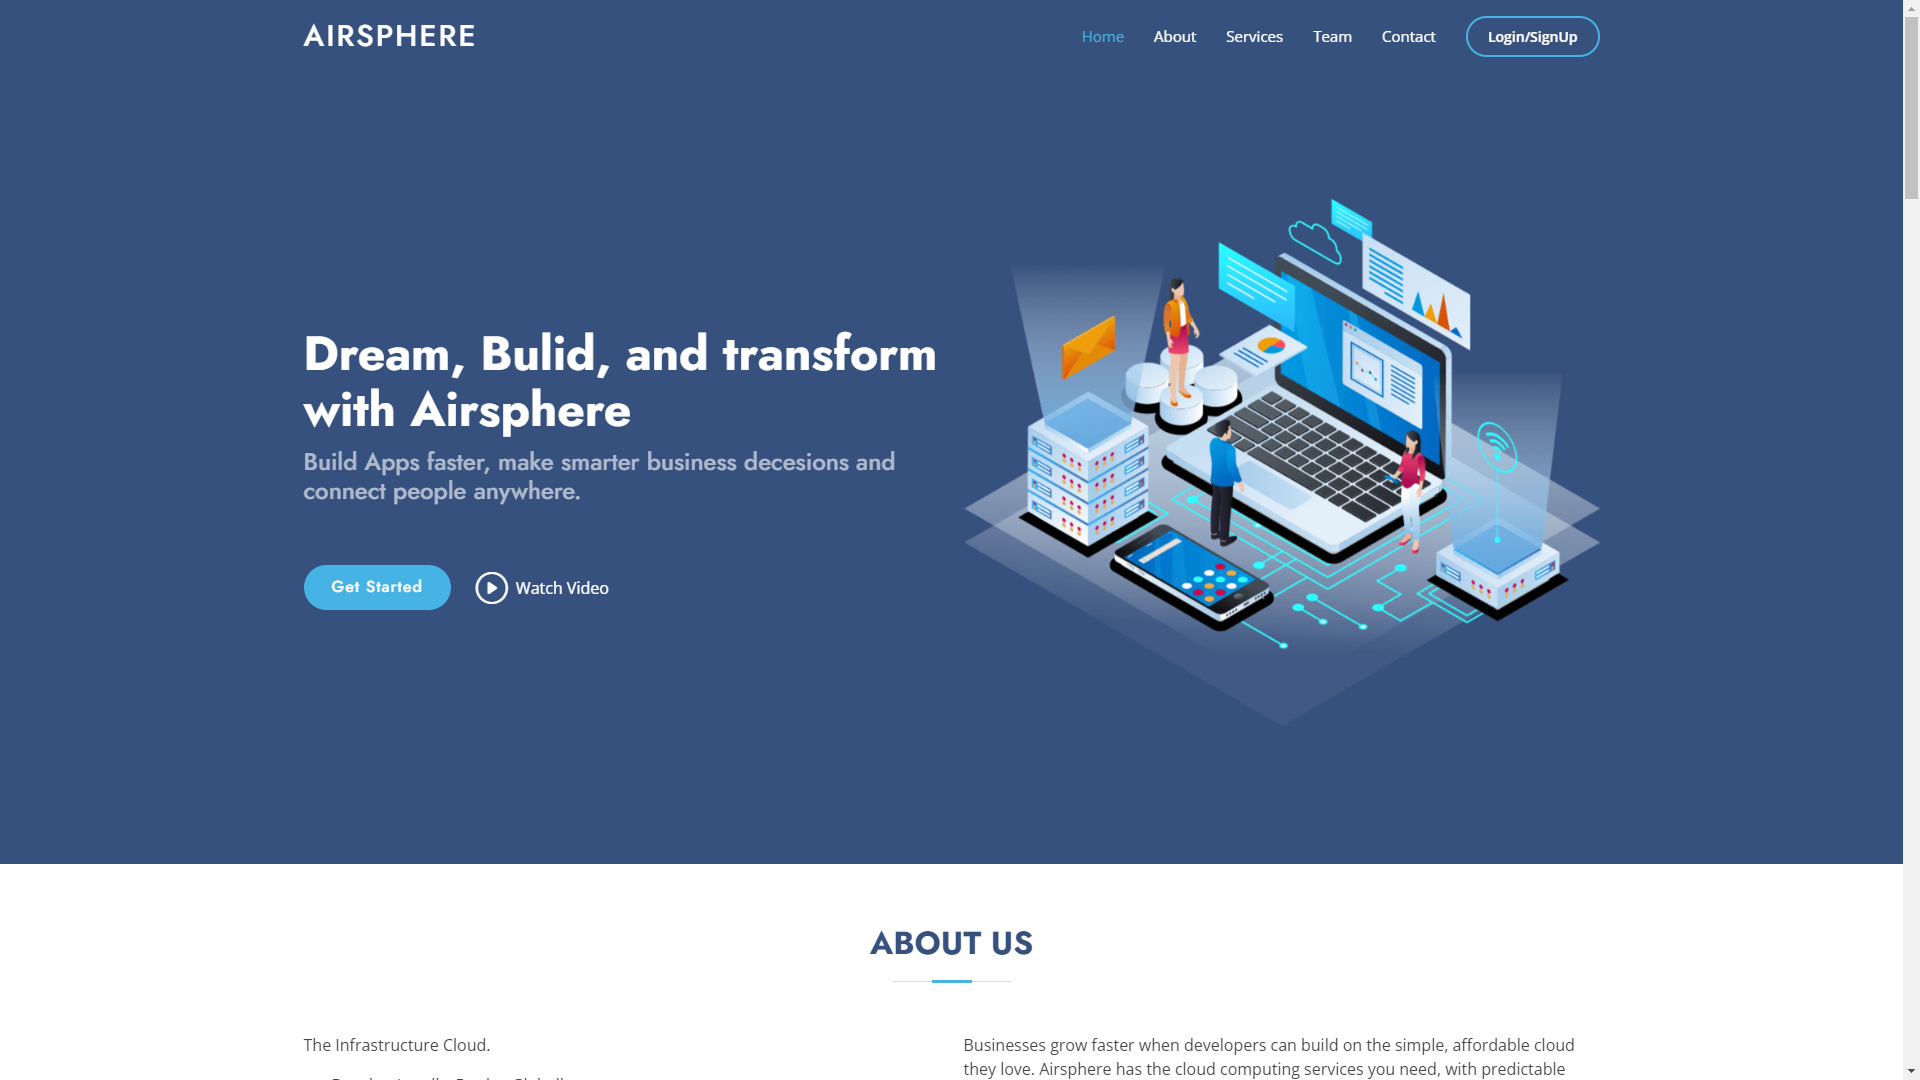 AIRSPHERE
Home About Services Team Contact Login/SignUp
Dream, Bulid, and transform
with Airsphere
Build Apps faster, make smarter business decesions and
connect people anywhere.
Get Started Watch Video
ABOUT US
The Infrastructure Cloud.
Businesses grow faster when developers can build on the simple, affordable cloud
they love. Airsphere has the cloud computing services you need, with predictable